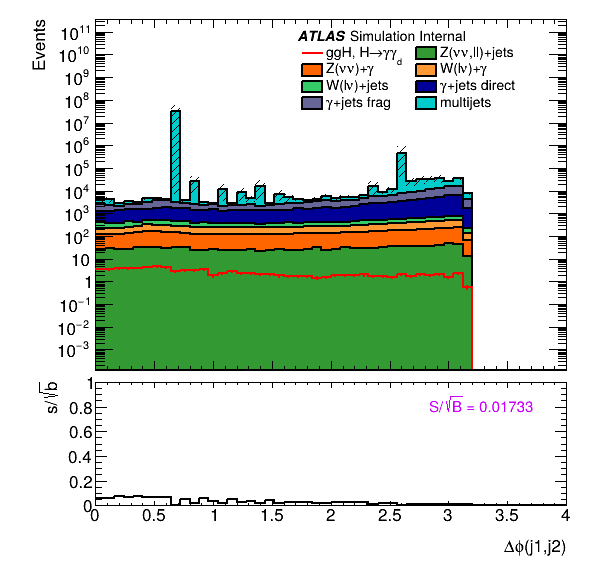 Events
ATLAS Simulation Internal
ggH, H→γγ_d
Z(νν,ll)+jets
Z(νν)+γ
W(lν)+γ
W(lν)+jets
γ+jets direct
γ+jets frag
multijets
10^11
10^10
10^9
10^8
10^7
10^6
10^5
10^4
10^3
10^2
10
1
10^−1
10^−2
10^−3
s/√b
1
0.8
0.6
0.4
0.2
0
S/√B = 0.01733
0 0.5 1 1.5 2 2.5 3 3.5 4
Δϕ(j1,j2)